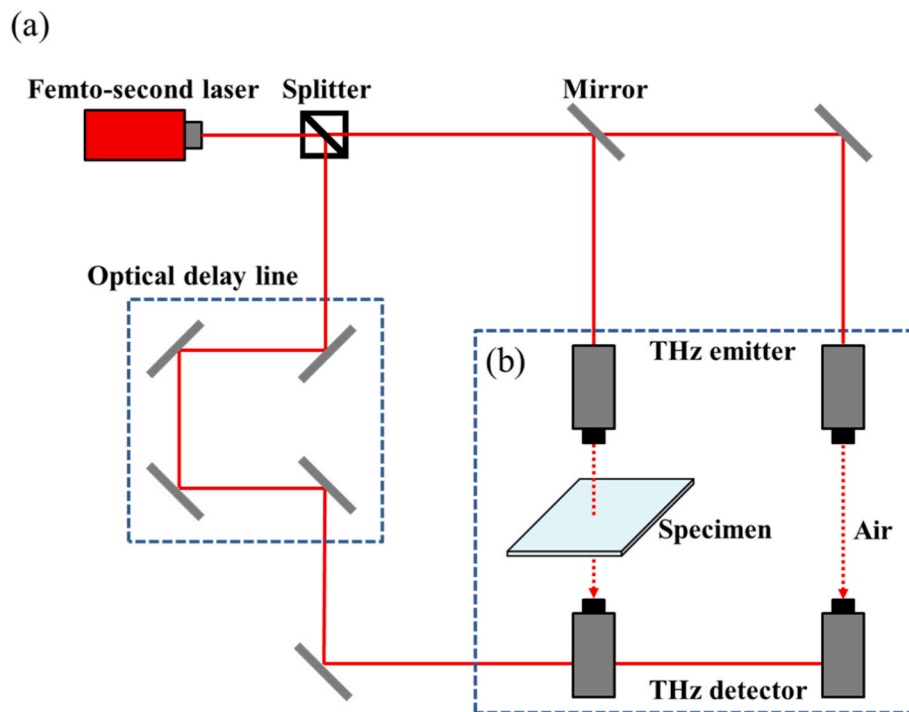 (a)
Femto-second laser
Splitter
Mirror
Optical delay line
(b)
THz emitter
Specimen
Air
THz detector